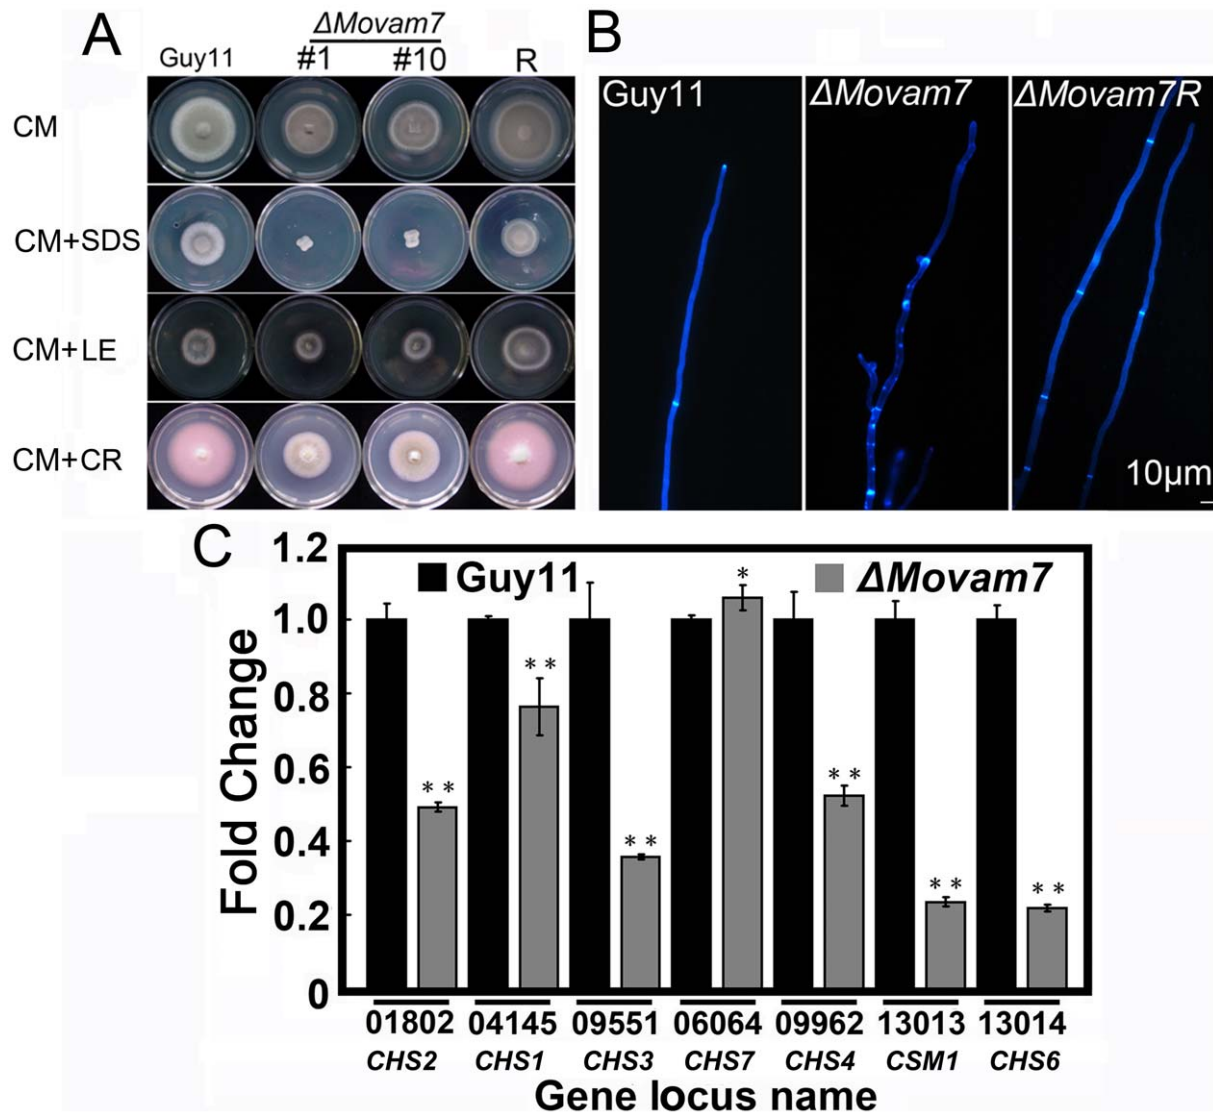 A
ΔMovam7
Guy11 #1 #10 R
CM
CM+SDS
CM+LE
CM+CR
B
Guy11 ΔMovam7 ΔMovam7R
10μm
C
Guy11 ΔMovam7
Fold Change
1.2
1.0
0.8
0.6
0.4
0.2
0
** ** ** * ** ** **
01802 04145 09551 06064 09962 13013 13014
CHS2 CHS1 CHS3 CHS7 CHS4 CSM1 CHS6
Gene locus name